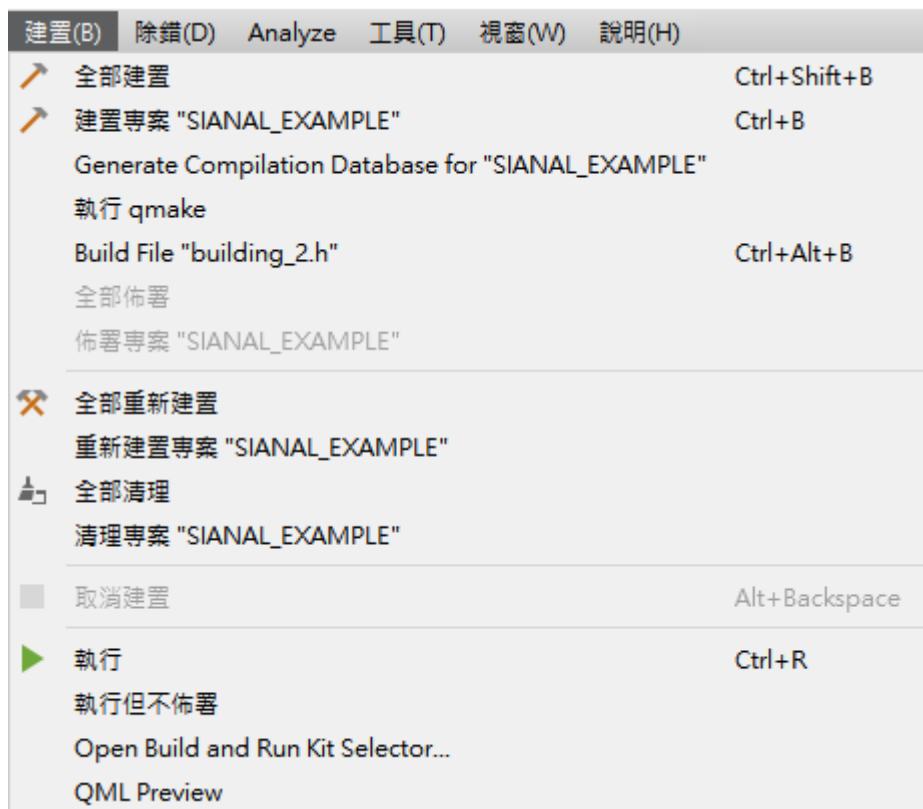 建置(B) 除錯(D) Analyze 工具(T) 視窗(W) 說明(H)
全部建置 Ctrl+Shift+B
建置專案 "SIANAL_EXAMPLE" Ctrl+B
Generate Compilation Database for "SIANAL_EXAMPLE"
執行 qmake
Build File "building_2.h" Ctrl+Alt+B
全部佈署
佈署專案 "SIANAL_EXAMPLE"
全部重新建置
重新建置專案 "SIANAL_EXAMPLE"
全部清理
清理專案 "SIANAL_EXAMPLE"
取消建置 Alt+Backspace
執行 Ctrl+R
執行但不佈署
Open Build and Run Kit Selector...
QML Preview